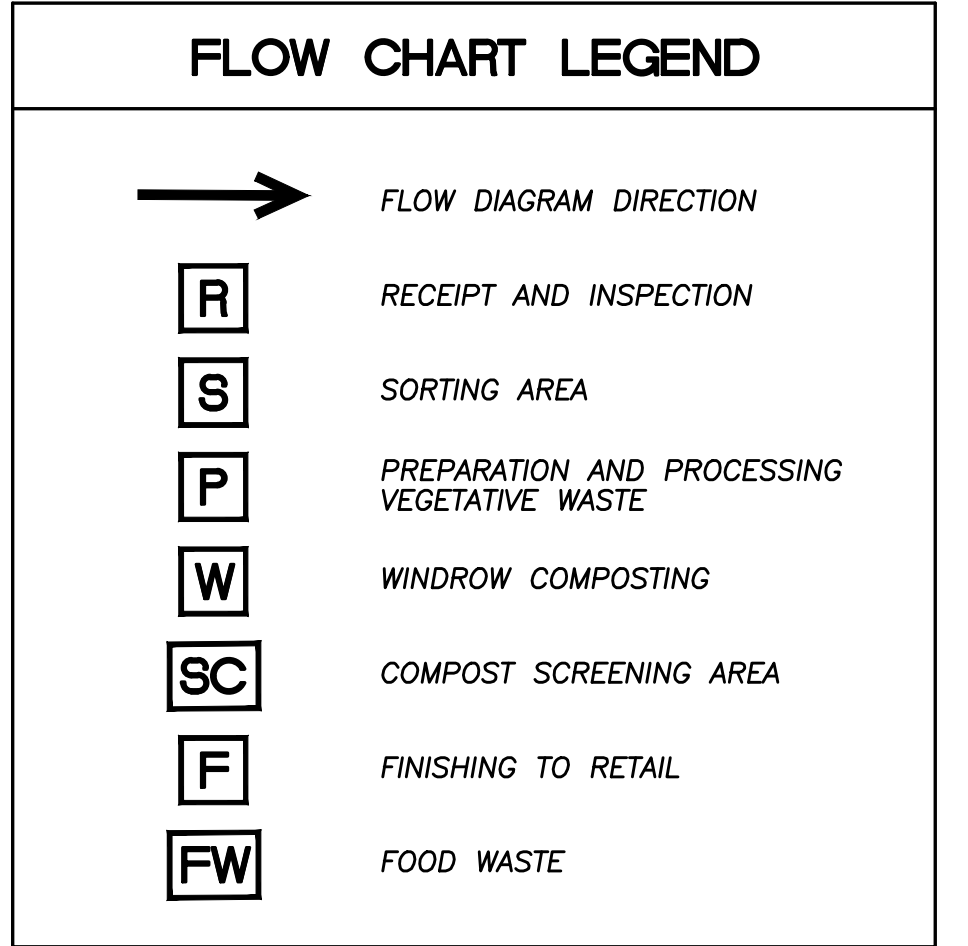 FLOW CHART LEGEND
FLOW DIAGRAM DIRECTION
R RECEIPT AND INSPECTION
S SORTING AREA
P PREPARATION AND PROCESSING
VEGETATIVE WASTE
W WINDROW COMPOSTING
SC COMPOST SCREENING AREA
F FINISHING TO RETAIL
FW FOOD WASTE